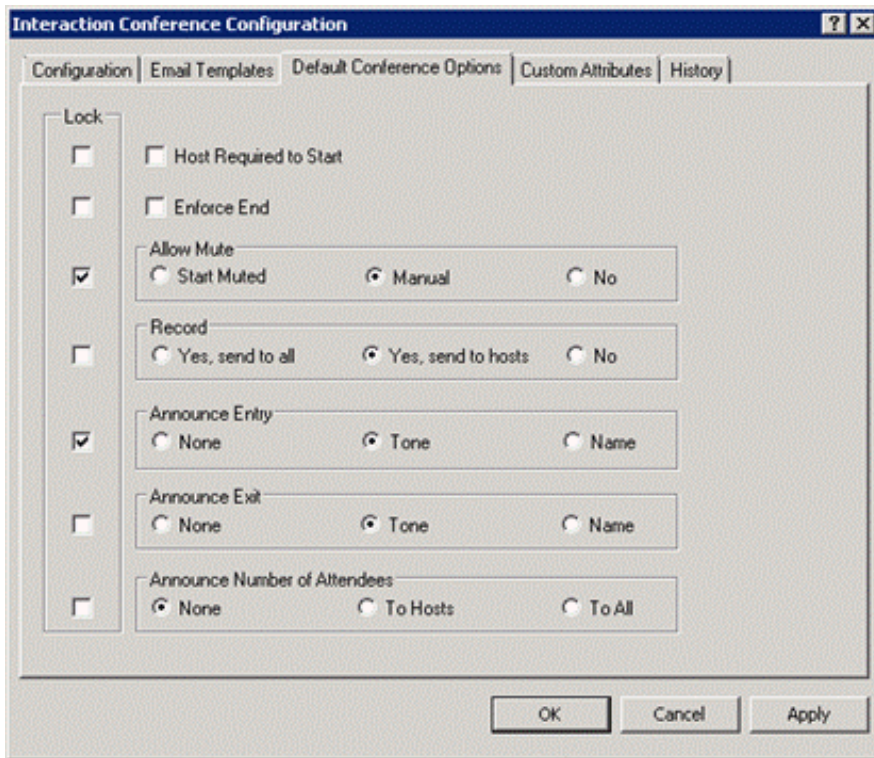 Interaction Conference Configuration
Configuration Email Templates Default Conference Options Custom Attributes History
Lock
Host Required to Start
Enforce End
Allow Mute
Start Muted Manual No
Record
Yes, send to all Yes, send to hosts No
Announce Entry
None Tone Name
Announce Exit
None Tone Name
Announce Number of Attendees
None To Hosts To All
OK Cancel Apply